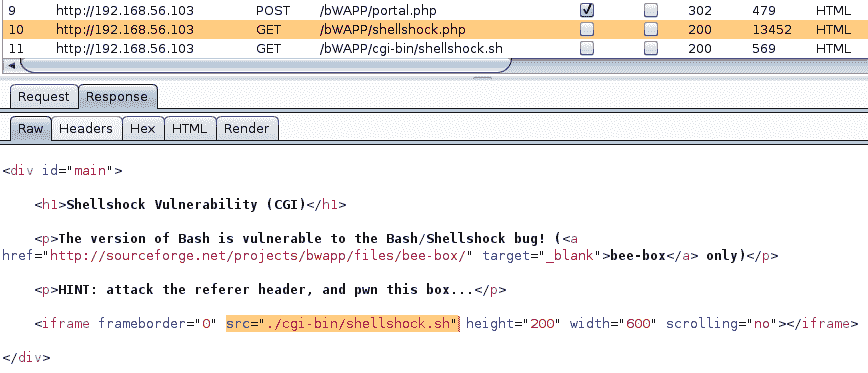 9 http://192.168.56.103 POST /bWAPP/portal.php 302 479 HTML
10 http://192.168.56.103 GET /bWAPP/shellshock.php 200 13452 HTML
11 http://192.168.56.103 GET /bWAPP/cgi-bin/shellshock.sh 200 569 HTML
Request Response
Raw Headers Hex HTML Render
<div id="main">
<h1>Shellshock Vulnerability (CGI)</h1>
<p>The version of Bash is vulnerable to the Bash/Shellshock bug! (<a
href="http://sourceforge.net/projects/bwapp/files/bee-box/" target="_blank">bee-box</a> only)</p>
<p>HINT: attack the referer header, and pwn this box...</p>
<iframe frameborder="0" src="./cgi-bin/shellshock.sh" height="200" width="600" scrolling="no"></iframe>
</div>